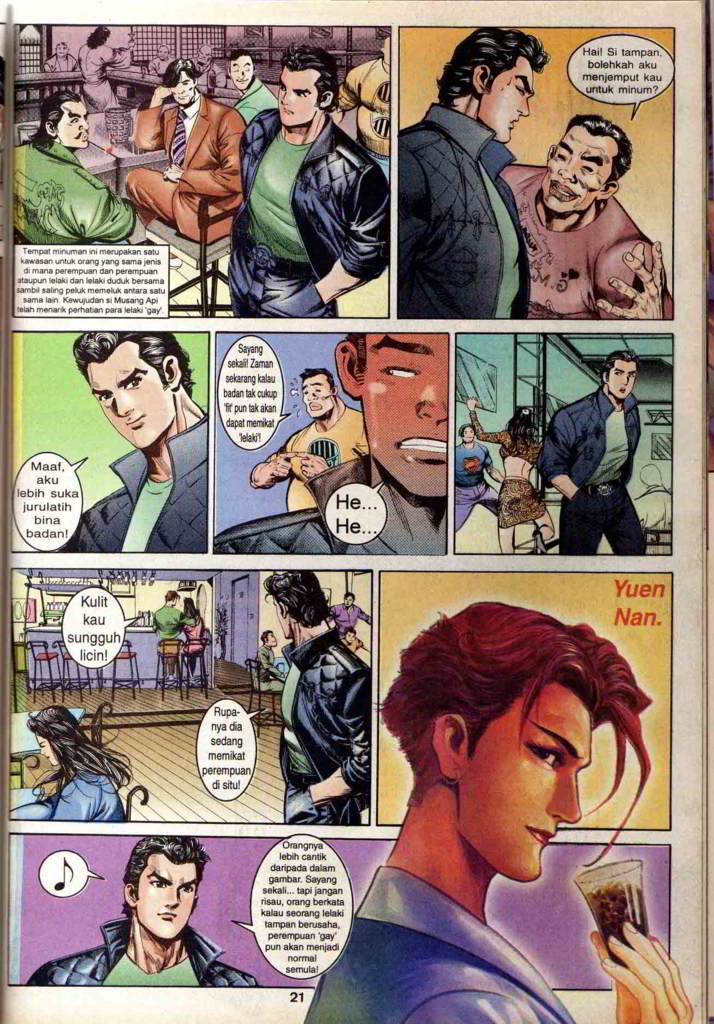 Tempat minuman ini merupakan satu
kawasan untuk orang yang sama jenis
di mana perempuan dan perempuan
ataupun lelaki dan lelaki duduk bersama
sambil saling peluk memeluk antara satu
sama lain. Kewujudan si Musang Api
telah menarik perhatian para lelaki 'gay'.
Hai! Si tampan,
bolehkah aku
menjemput kau
untuk minum?
Maaf,
aku
lebih suka
jurulatih
bina
badan!
Sayang
sekali! Zaman
sekarang kalau
badan tak cukup
'fit' pun tak akan
dapat memikat
'lelaki'!
He...
He...
Kulit
kau
sungguh
licin!
Rupa-
nya dia
sedang
memikat
perempuan
di situ!
Yuen
Nan.
Orangnya
lebih cantik
daripada dalam
gambar. Sayang
sekali... tapi jangan
risau, orang berkata
kalau seorang lelaki
tampan berusaha,
perempuan 'gay'
pun akan menjadi
normal
semula!
21